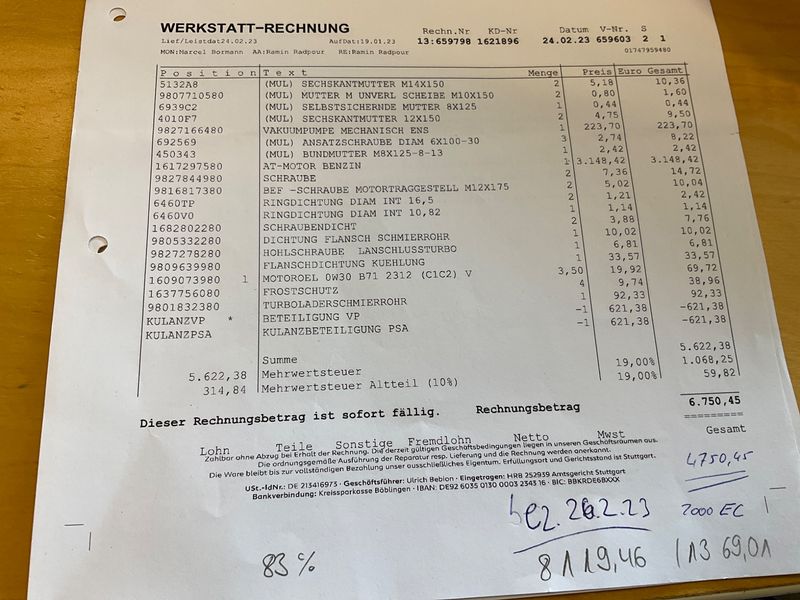 WERKSTATT-RECHNUNG Rechn.Nr KD-Nr Datum V-Nr. S
Lief/Leistdat24.02.23 AufDat:19.01.23 13:659798 1621896 24.02.23 659603 2 1
MON:Marcel Bormann AA:Ramin Radpour RE:Ramin Radpour 01747959480
Position Text Menge Preis Euro Gesamt
5132A8 (MUL) SECHSKANTMUTTER M14X150 2 5,18 10,36
9807710580 (MUL) MUTTER M UNVERL SCHEIBE M10X150 2 0,80 1,60
6939C2 (MUL) SELBSTSICHERNDE MUTTER 8X125 1 0,44 0,44
4010F7 (MUL) SECHSKANTMUTTER 12X150 2 4,75 9,50
9827166480 VAKUUMPUMPE MECHANISCH ENS 1 223,70 223,70
692569 (MUL) ANSATZSCHRAUBE DIAM 6X100-30 3 2,74 8,22
450343 (MUL) BUNDMUTTER M8X125-8-13 1 2,42 2,42
1617297580 AT-MOTOR BENZIN 1 3.148,42 3.148,42
9827844980 SCHRAUBE 2 7,36 14,72
9816817380 BEF -SCHRAUBE MOTORTRAGGESTELL M12X175 2 5,02 10,04
6460TP RINGDICHTUNG DIAM INT 16,5 2 1,21 2,42
6460V0 RINGDICHTUNG DIAM INT 10,82 1 1,14 1,14
1682802280 SCHRAUBENDICHT 2 3,88 7,76
9805332280 DICHTUNG FLANSCH SCHMIERROHR 1 10,02 10,02
9827278280 HOHLSCHRAUBE LANSCHLUSSTURBO 1 6,81 6,81
9809639980 FLANSCHDICHTUNG KUEHLUNG 1 33,57 33,57
1609073980 1 MOTOROEL 0W30 B71 2312 (C1C2) V 3,50 19,92 69,72
1637756080 FROSTSCHUTZ 4 9,74 38,96
9801832380 TURBOLADERSCHMIERROHR 1 92,33 92,33
KULANZVP * BETEILIGUNG VP -1 621,38 -621,38
KULANZPSA KULANZBETEILIGUNG PSA -1 621,38 -621,38
Summe 5.622,38
5.622,38 Mehrwertsteuer 19,00% 1.068,25
314,84 Mehrwertsteuer Altteil (10%) 19,00% 59,82
Dieser Rechnungsbetrag ist sofort fällig. Rechnungsbetrag 6.750,45
=========
Lohn Teile Sonstige Fremdlohn Netto Mwst Gesamt
Zahlbar ohne Abzug bei Erhalt der Rechnung. Die derzeit gültigen Geschäftsbedingungen liegen in unseren Geschäftsräumen aus.
Die ordnungsgemäße Ausführung der Reparatur resp. Lieferung und die Rechnung werden anerkannt.
Die Ware bleibt bis zur vollständigen Bezahlung unser ausschließliches Eigentum. Erfüllungsort und Gerichtsstand ist Stuttgart.
USt.-IdNr.: DE 213416973 · Geschäftsführer: Ulrich Bebion · Eingetragen: HRB 252939 Amtsgericht Stuttgart
Bankverbindung: Kreissparkasse Böblingen · IBAN: DE92 6035 0130 0003 2343 16 · BIC: BBKRDE6BXXX
4750,45
bez. 26.2.23 2000 EC
83 % 8119,46 1369,01